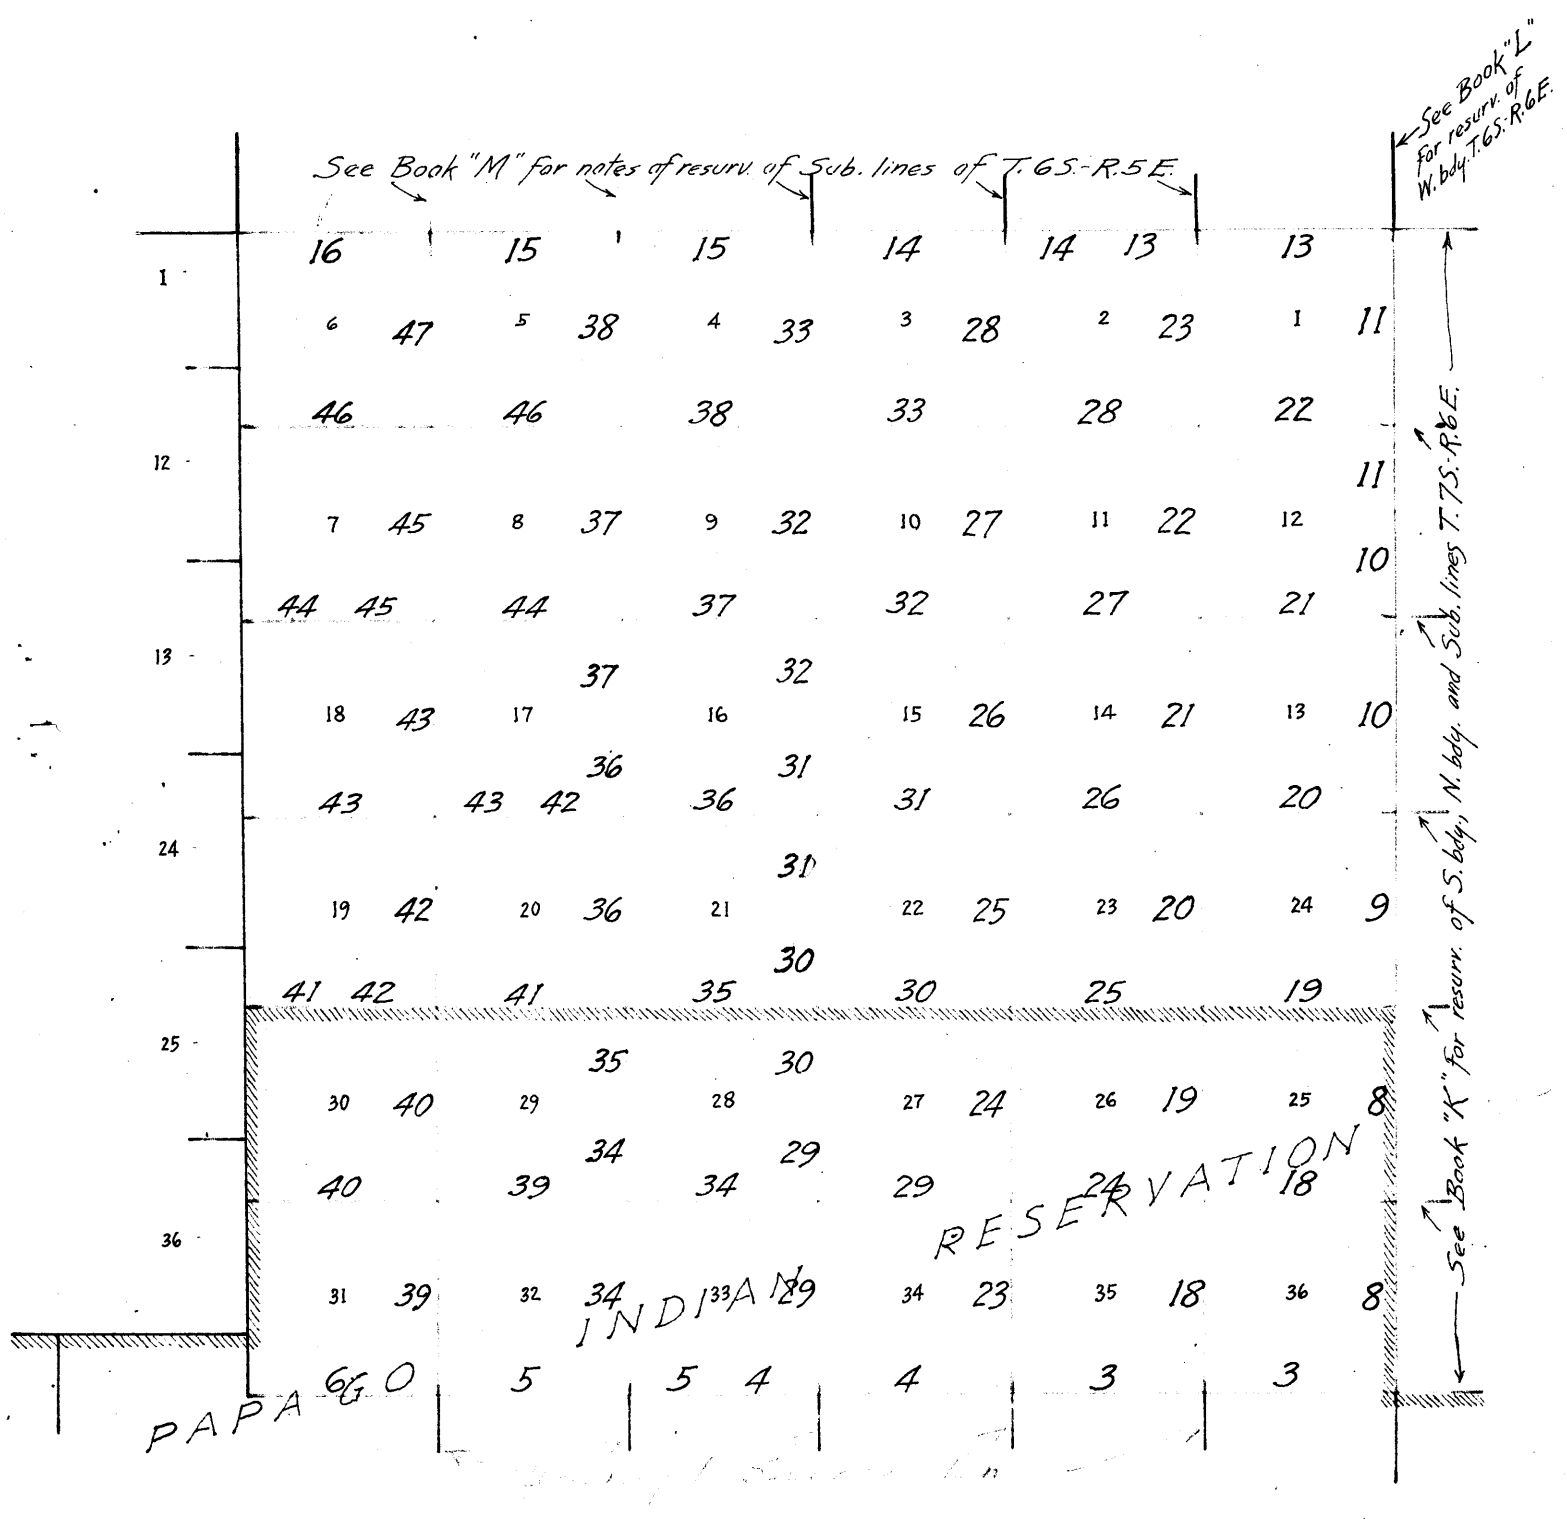 See Book "L"
for resurv. of
W. bdy. T.6S.-R.6E.
See Book "M" for notes of resurv. of Sub. lines of T.6S.-R.5E.
16 15 15 14 14 13 13
1
6 47 5 38 4 33 3 28 2 23 1 11
46 46 38 33 28 22
12
11
7 45 8 37 9 32 10 27 11 22 12
10
44 45 44 37 32 27 21
13
37 32
18 43 17 16 15 26 14 21 13 10
36 31
43 43 42 36 31 26 20
24
31
19 42 20 36 21 22 25 23 20 24 9
30
41 42 41 35 30 25 19
25
35 30
30 40 29 28 27 24 26 19 25 8
34 29
40 39 34 29 24 18
36
31 39 32 34 33 29 34 23 35 18 36 8
6 5 5 4 4 3 3
PAPAGO INDIAN RESERVATION
See Book "K" for resurv. of S. bdy., N. bdy. and Sub. lines T.7S.-R.6E.